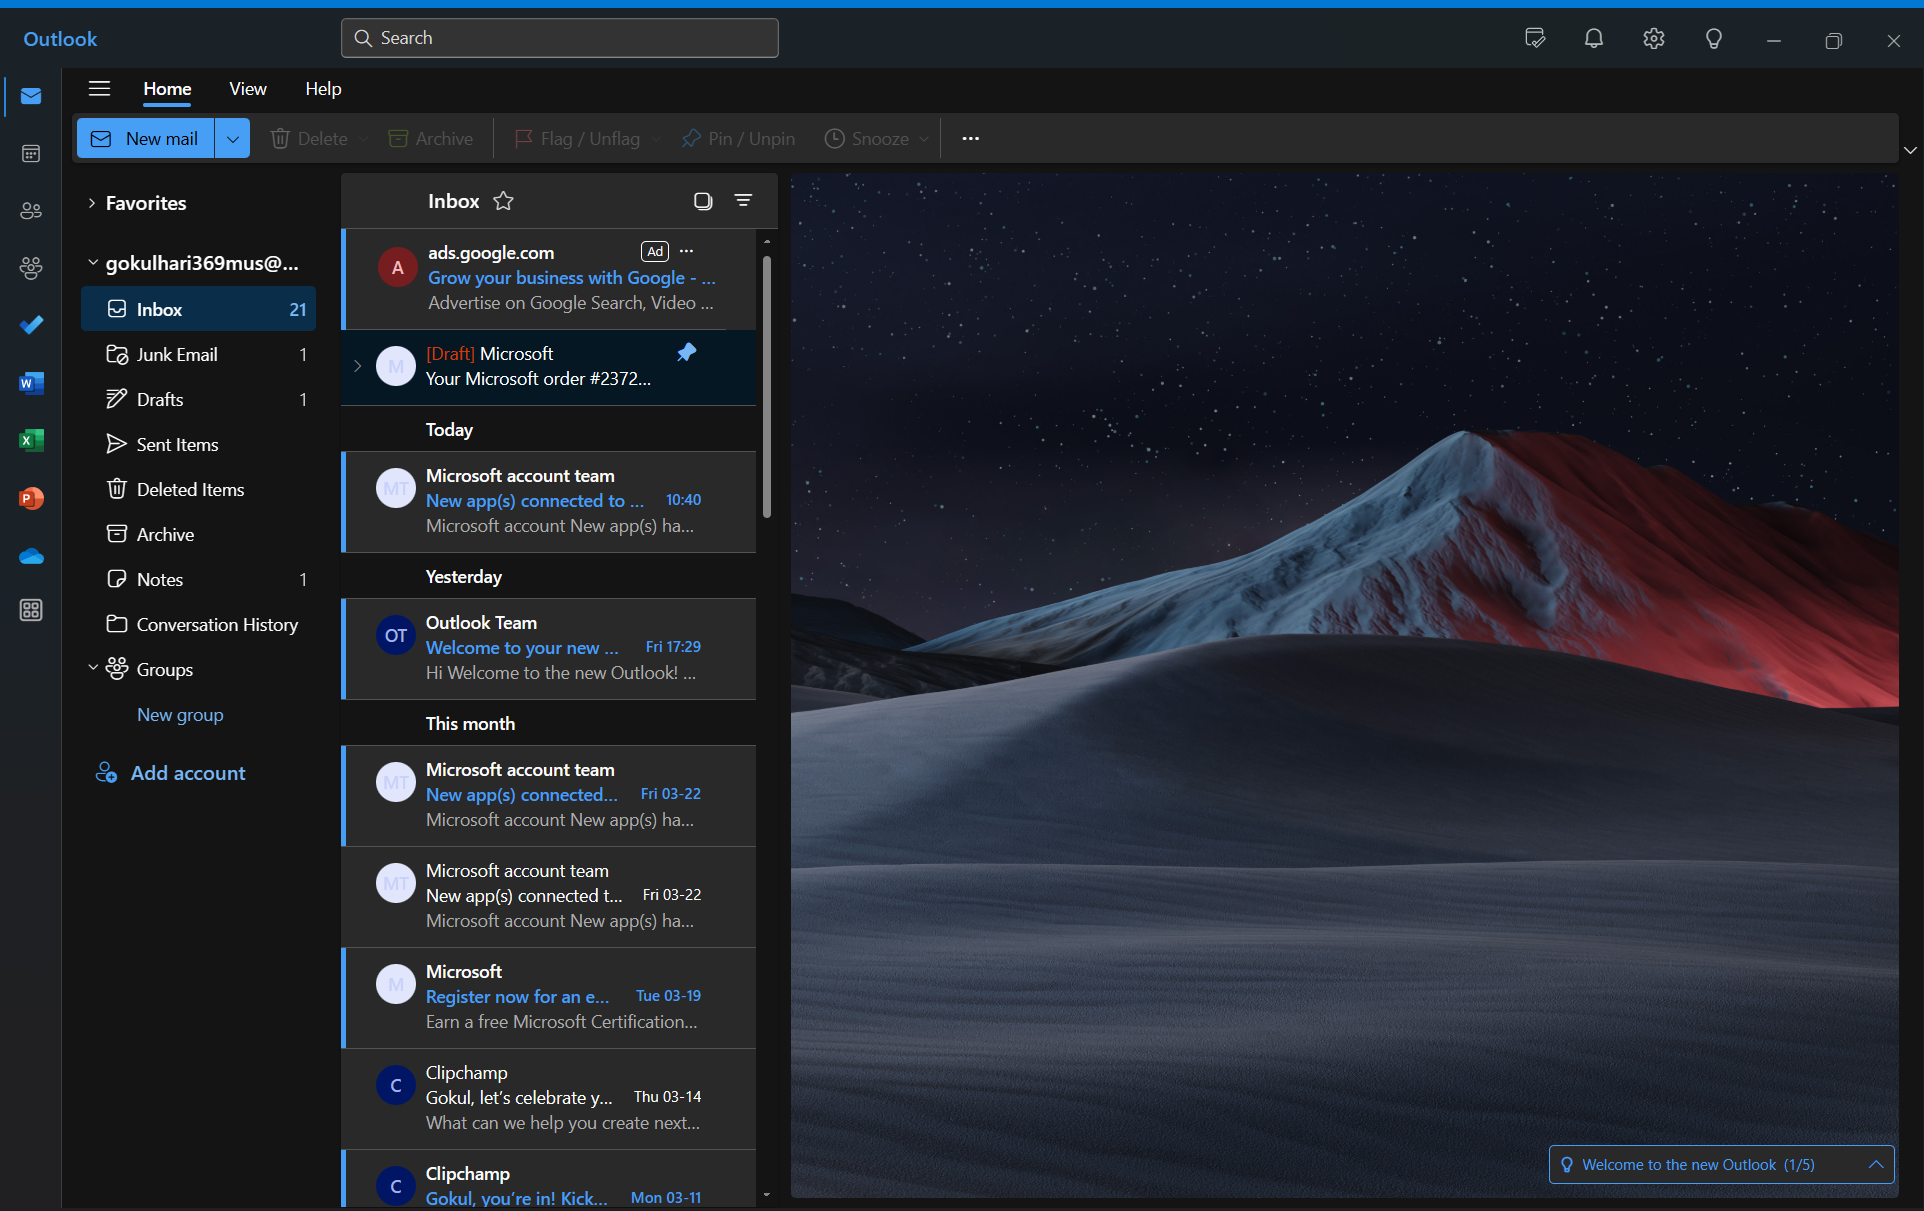 Outlook
Search
Home View Help
New mail Delete Archive Flag / Unflag Pin / Unpin Snooze ...
Favorites
gokulhari369mus@...
Inbox 21
Junk Email 1
Drafts 1
Sent Items
Deleted Items
Archive
Notes 1
Conversation History
Groups
New group
Add account
Inbox
A
ads.google.com Ad ...
Grow your business with Google - ...
Advertise on Google Search, Video ...
M
[Draft] Microsoft
Your Microsoft order #2372...
Today
MT
Microsoft account team
New app(s) connected to ... 10:40
Microsoft account New app(s) ha...
Yesterday
OT
Outlook Team
Welcome to your new ... Fri 17:29
Hi Welcome to the new Outlook! ...
This month
MT
Microsoft account team
New app(s) connected... Fri 03-22
Microsoft account New app(s) ha...
MT
Microsoft account team
New app(s) connected t... Fri 03-22
Microsoft account New app(s) ha...
M
Microsoft
Register now for an e... Tue 03-19
Earn a free Microsoft Certification...
C
Clipchamp
Gokul, let's celebrate y... Thu 03-14
What can we help you create next...
C
Clipchamp
Gokul, you're in! Kick... Mon 03-11
Welcome to the new Outlook (1/5)
W
X
P